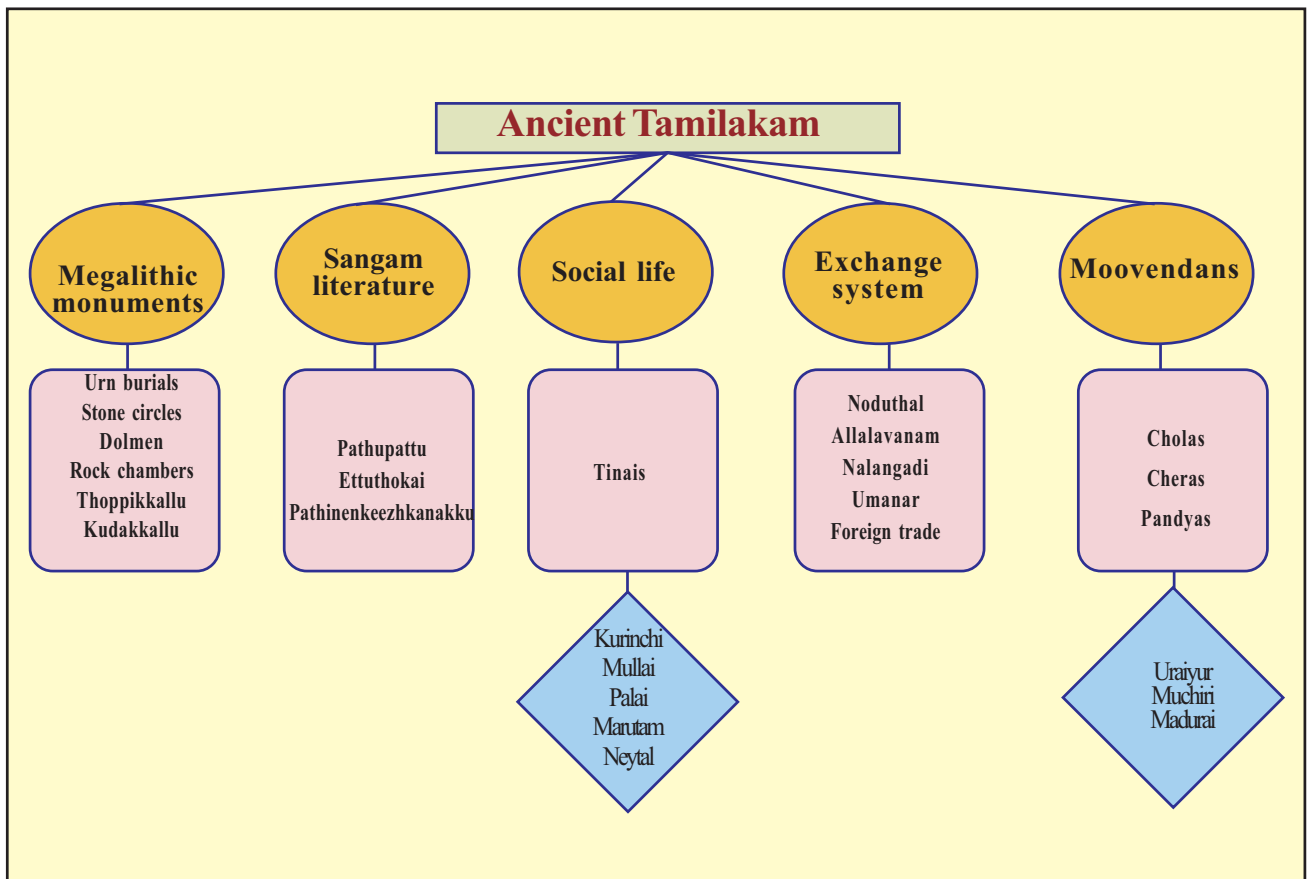 Ancient Tamilakam
Megalithic
monuments
Urn burials
Stone circles
Dolmen
Rock chambers
Thoppikkallu
Kudakkallu
Sangam
literature
Pathupattu
Ettuthokai
Pathinenkeezhkanakku
Social life
Tinais
Kurinchi
Mullai
Palai
Marutam
Neytal
Exchange
system
Noduthal
Allalavanam
Nalangadi
Umanar
Foreign trade
Moovendans
Cholas
Cheras
Pandyas
Uraiyur
Muchiri
Madurai